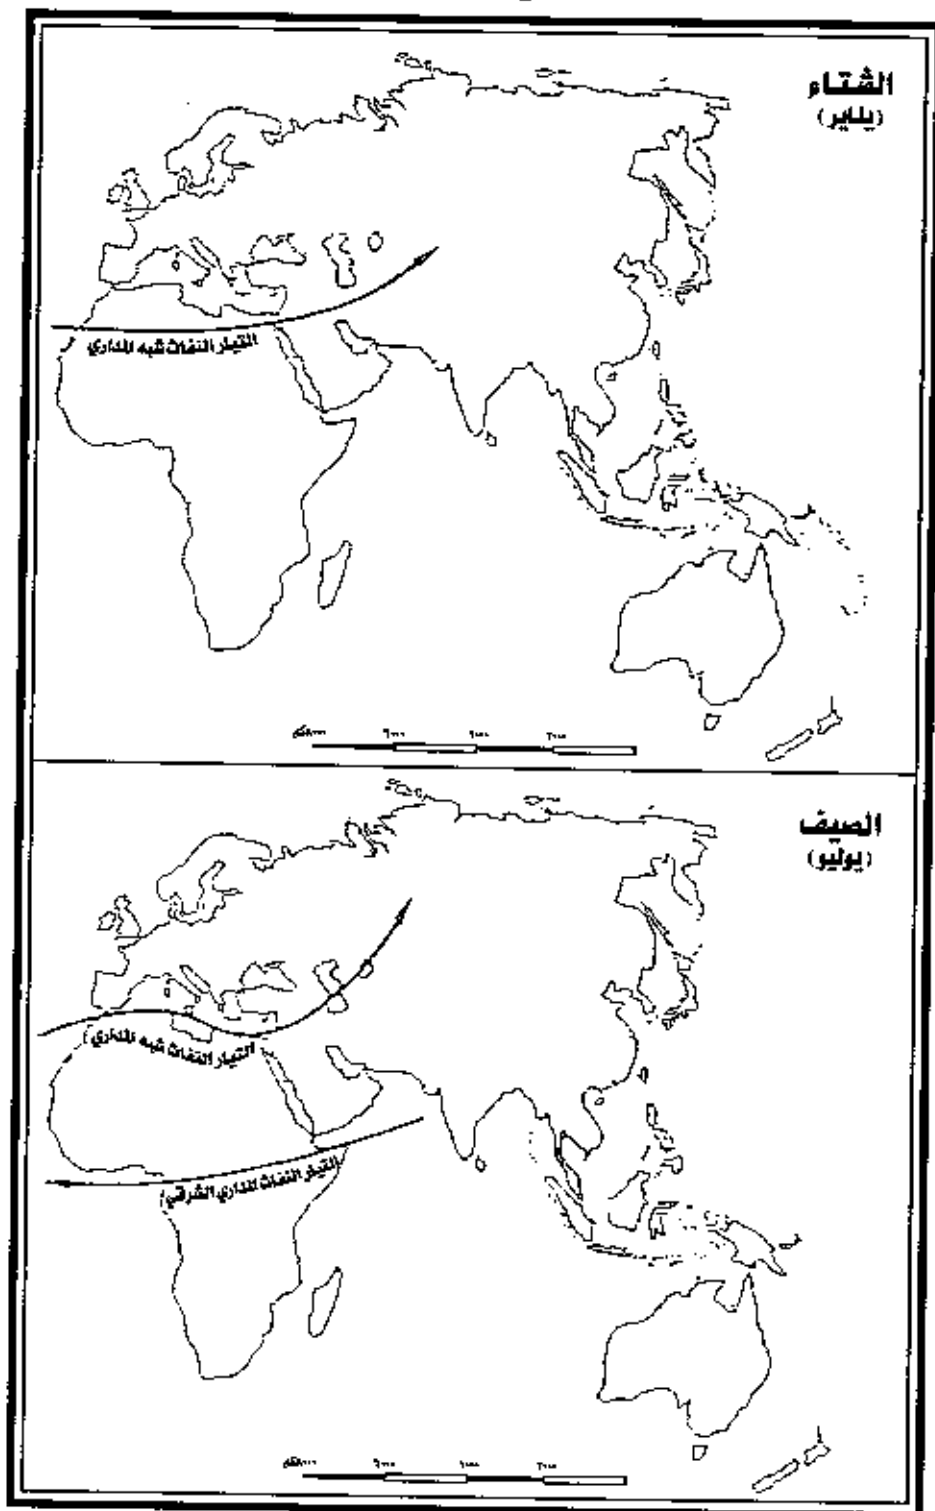 الشتاء
(يناير)
التيار النفاث شبه المداري
الصيف
(يوليو)
التيار النفاث شبه المداري)
التيار النفاث المداري الشرقي)